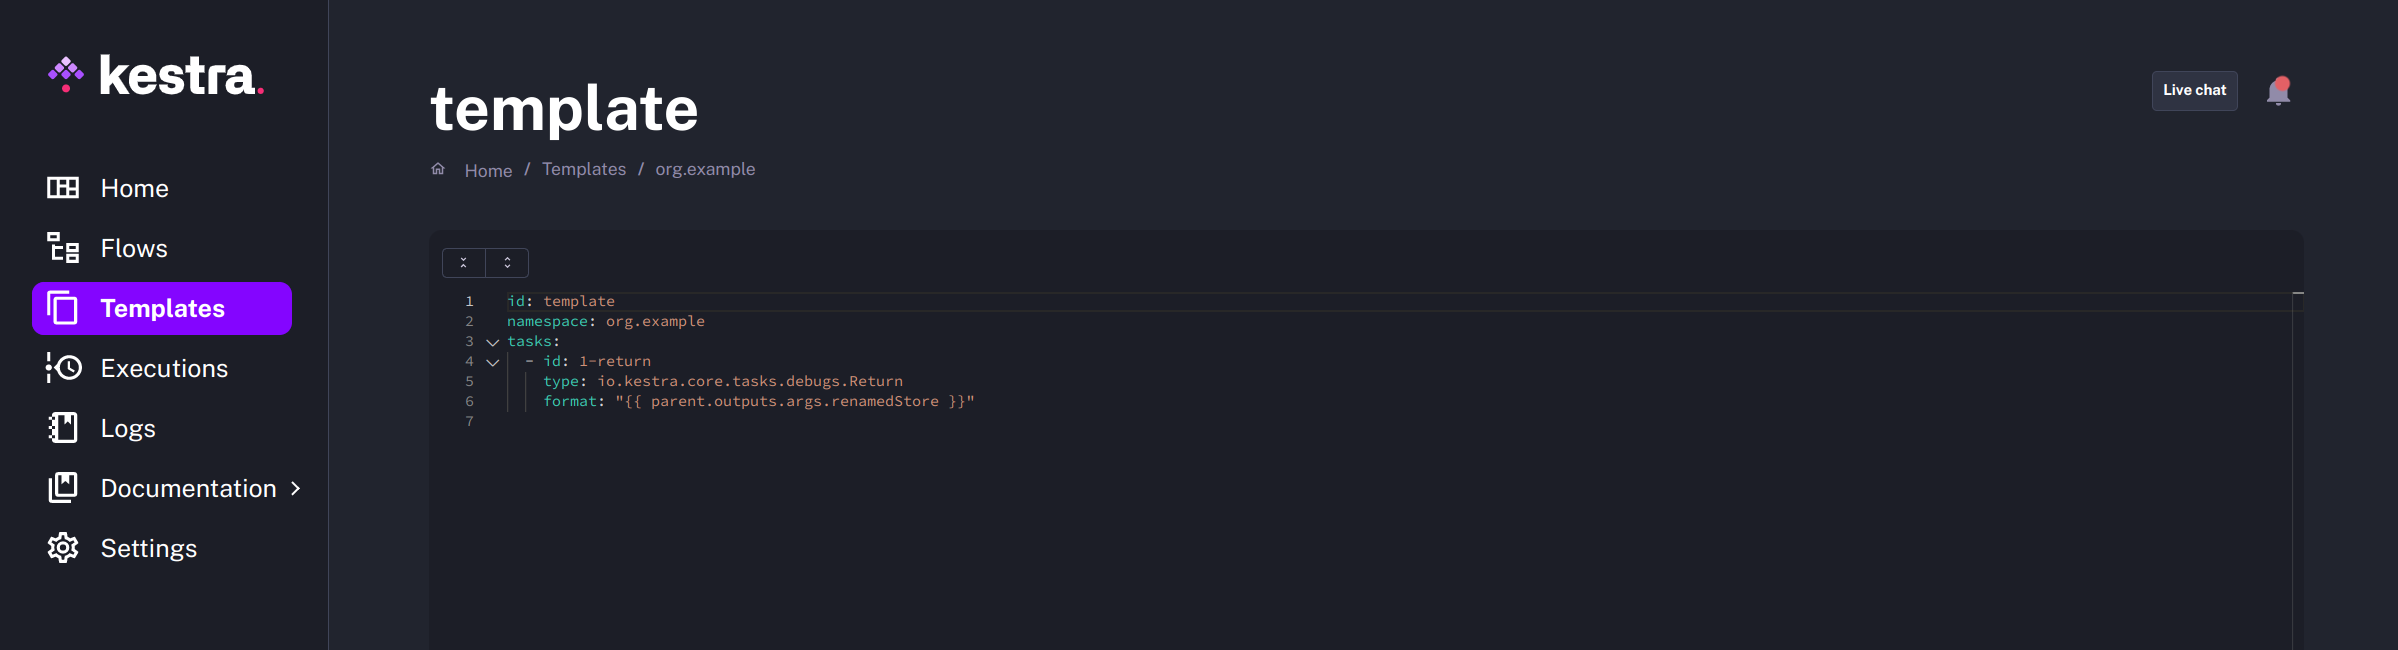 kestra.
Home
Flows
Templates
Executions
Logs
Documentation
Settings
template
Home / Templates / org.example
Live chat
1 id: template
2 namespace: org.example
3 tasks:
4 - id: 1-return
5 type: io.kestra.core.tasks.debugs.Return
6 format: "{{ parent.outputs.args.renamedStore }}"
7